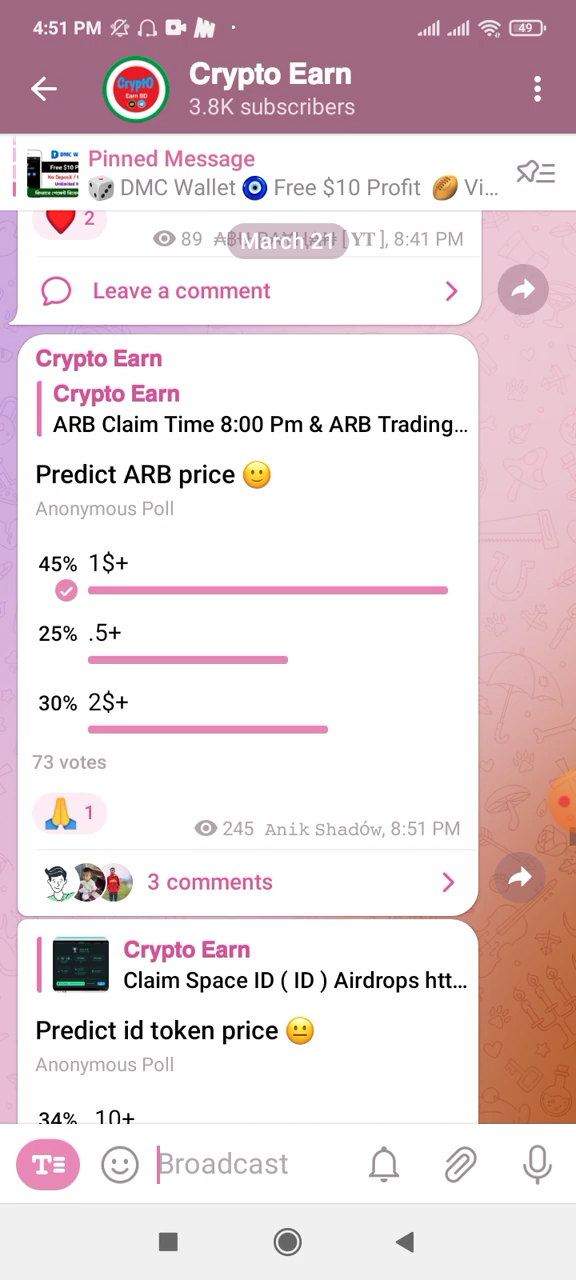 4:51 PM
49
Crypto
Earn BD
Crypto Earn
3.8K subscribers
Pinned Message
🎲 DMC Wallet 🧿 Free $10 Profit 🏉 Vi...
2
March 21
89
[YT], 8:41 PM
Leave a comment
Crypto Earn
Crypto Earn
ARB Claim Time 8:00 Pm & ARB Trading...
Predict ARB price 🙂
Anonymous Poll
45% 1$+
25% .5+
30% 2$+
73 votes
🙏 1
245 Anik Shadów, 8:51 PM
3 comments
Crypto Earn
Claim Space ID ( ID ) Airdrops htt...
Predict id token price 😐
Anonymous Poll
34% 10+
Broadcast